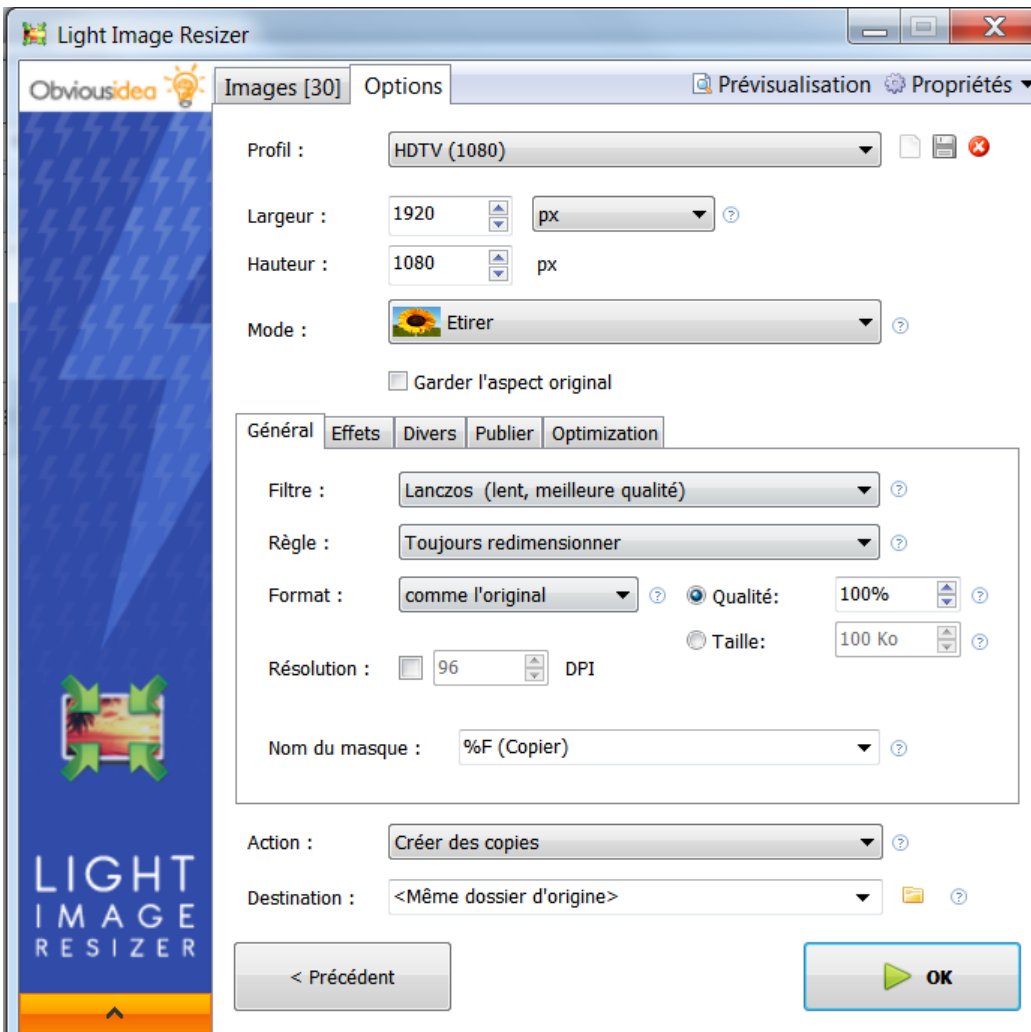 Light Image Resizer
Obviousidea
Images [30] Options Prévisualisation Propriétés
Profil : HDTV (1080)
Largeur : 1920 px
Hauteur : 1080 px
Mode : Etirer
Garder l'aspect original
Général Effets Divers Publier Optimization
Filtre : Lanczos (lent, meilleure qualité)
Règle : Toujours redimensionner
Format : comme l'original Qualité: 100%
Taille: 100 Ko
Résolution : 96 DPI
Nom du masque : %F (Copier)
Action : Créer des copies
Destination : <Même dossier d'origine>
LIGHT
IMAGE
RESIZER
< Précédent OK